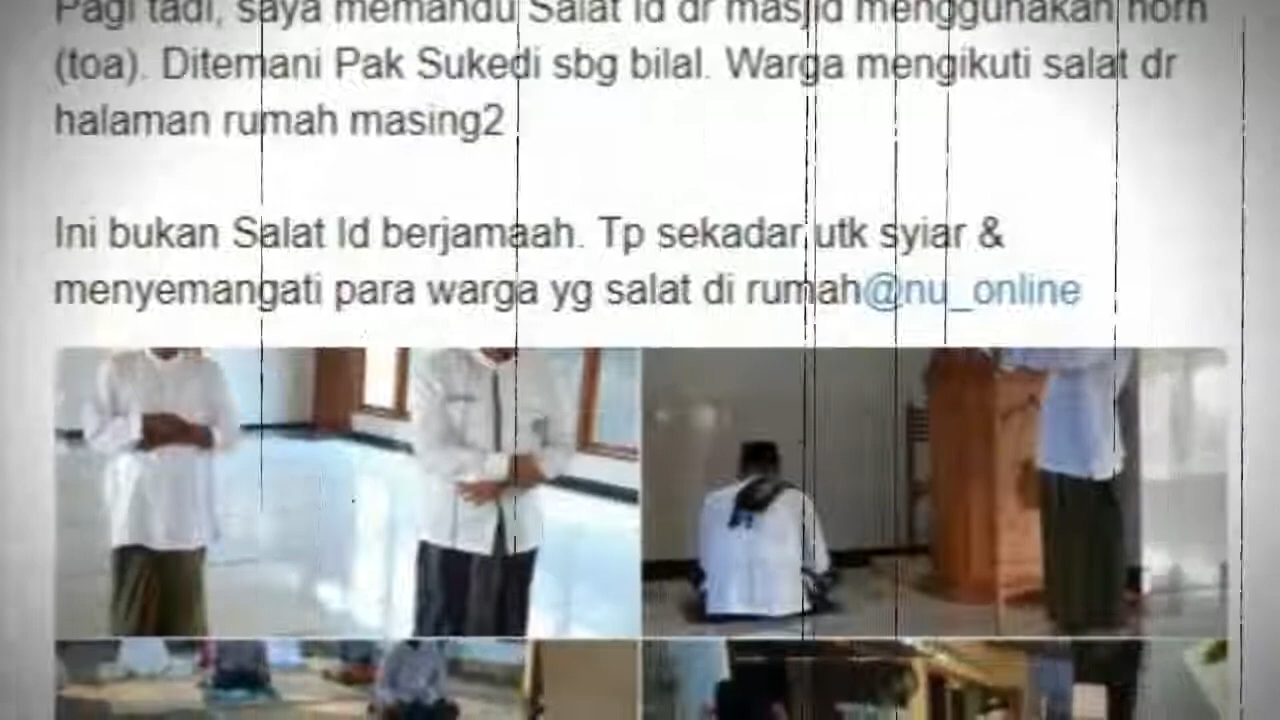 Pagi tadi, saya memandu Salat Id dr masjid menggunakan horn
(toa). Ditemani Pak Sukedi sbg bilal. Warga mengikuti salat dr
halaman rumah masing2
Ini bukan Salat Id berjamaah. Tp sekadar utk syiar &
menyemangati para warga yg salat di rumah@nu_online